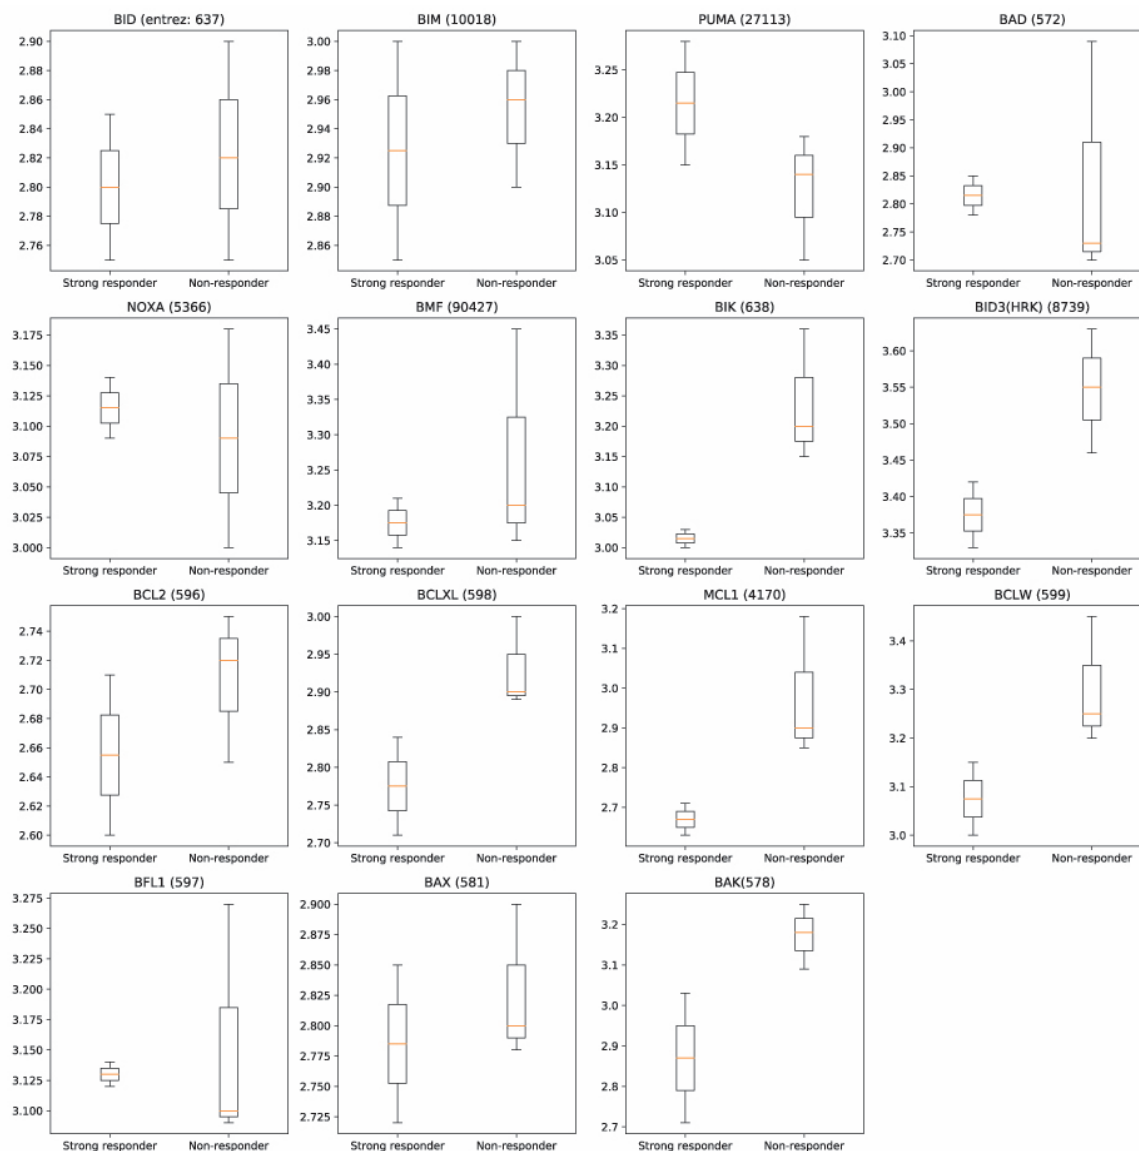 BID (entrez: 637) BIM (10018) PUMA (27113) BAD (572)
2.90 3.00 3.25 3.10
2.88 2.98 3.20 3.05
2.86 2.96 3.15 3.00
2.84 2.94 3.10 2.95
2.82 2.92 3.05 2.90
2.80 2.90 2.85
2.78 2.88 2.80
2.76 2.86 2.75
2.70
Strong responder Non-responder Strong responder Non-responder Strong responder Non-responder Strong responder Non-responder
NOXA (5366) BMF (90427) BIK (638) BID3(HRK) (8739)
3.175 3.45 3.35 3.60
3.150 3.40 3.30 3.55
3.125 3.35 3.25 3.50
3.100 3.30 3.20 3.45
3.075 3.25 3.15 3.40
3.050 3.20 3.10 3.35
3.025 3.15 3.05
3.000 3.00
Strong responder Non-responder Strong responder Non-responder Strong responder Non-responder Strong responder Non-responder
BCL2 (596) BCLXL (598) MCL1 (4170) BCLW (599)
2.74 3.00 3.2 3.4
2.72 2.95 3.1 3.3
2.70 2.90 3.0 3.2
2.68 2.85 2.9 3.1
2.66 2.80 2.8 3.0
2.64 2.75 2.7
2.62 2.70
2.60
Strong responder Non-responder Strong responder Non-responder Strong responder Non-responder Strong responder Non-responder
BFL1 (597) BAX (581) BAK(578)
3.275 2.900 3.2
3.250 2.875 3.1
3.225 2.850 3.0
3.200 2.825 2.9
3.175 2.800 2.8
3.150 2.775 2.7
3.125 2.750
3.100 2.725
Strong responder Non-responder Strong responder Non-responder Strong responder Non-responder